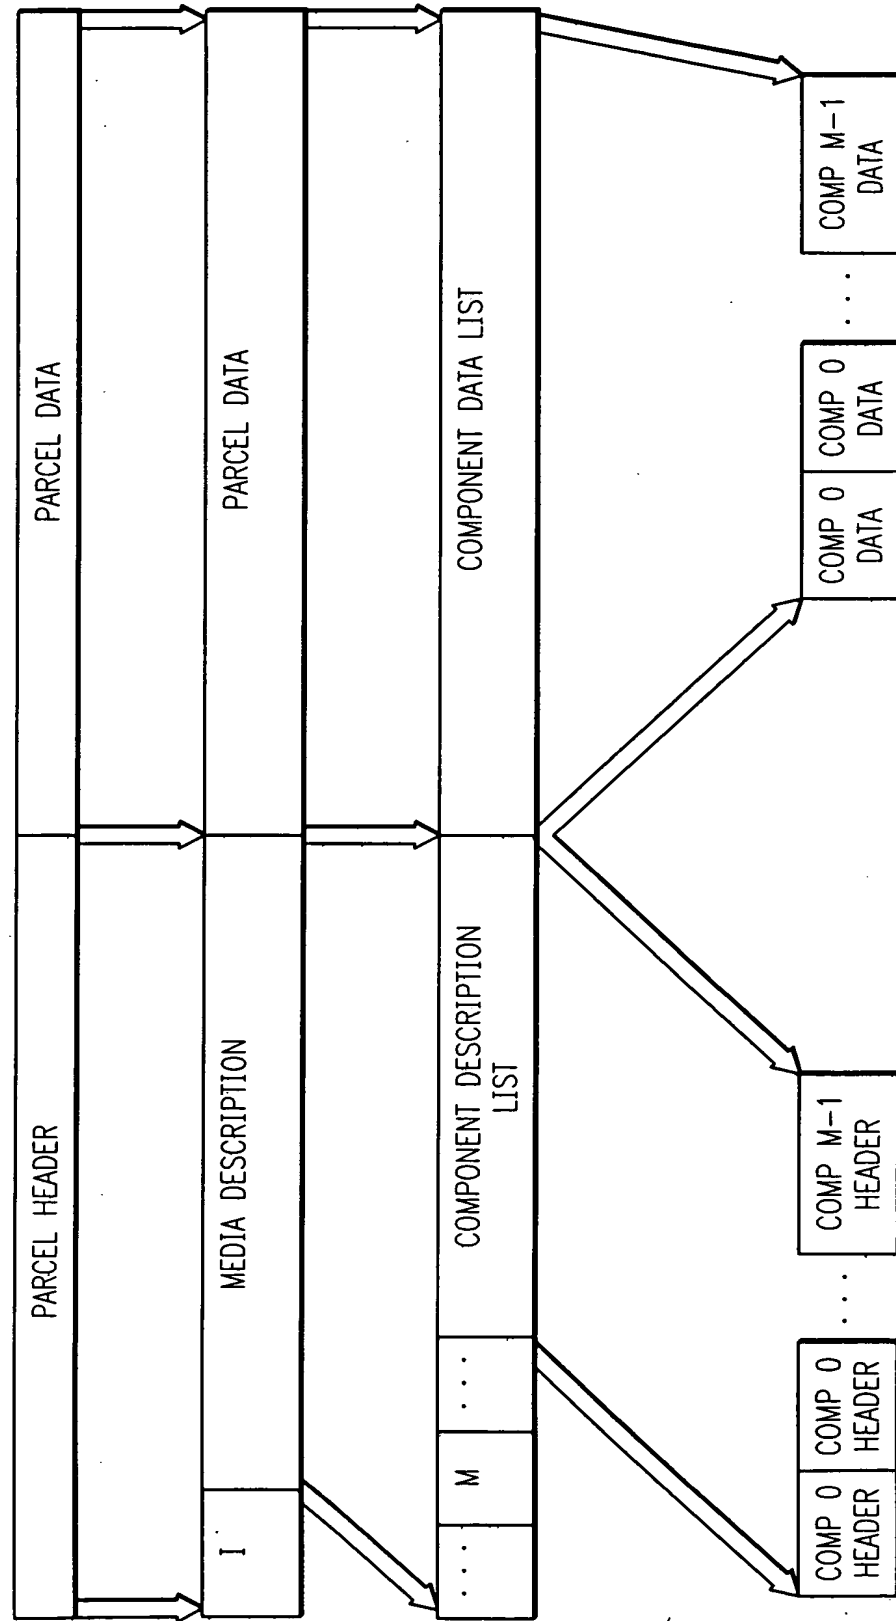 PARCEL HEADER
PARCEL DATA
I
MEDIA DESCRIPTION
PARCEL DATA
...
M
...
COMPONENT DESCRIPTION
LIST
COMPONENT DATA LIST
COMP 0
HEADER
COMP 0
HEADER
...
COMP M-1
HEADER
COMP 0
DATA
COMP 0
DATA
...
COMP M-1
DATA